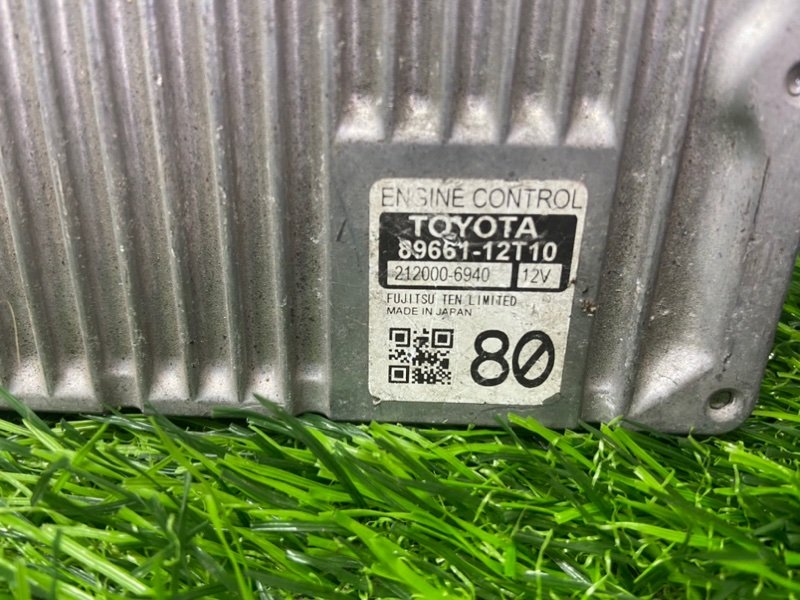 ENGINE CONTROL
TOYOTA
89661-12T10
212000-6940 12V
FUJITSU TEN LIMITED
MADE IN JAPAN
80